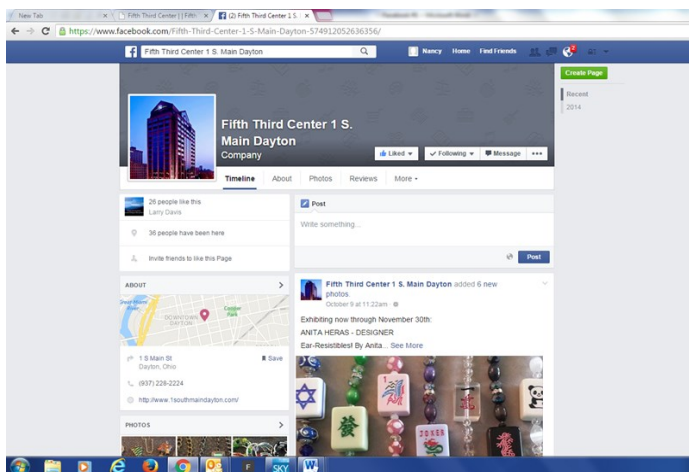 New Tab
Fifth Third Center | | Fifth
(2) Fifth Third Center 1 S.
https://www.facebook.com/Fifth-Third-Center-1-S-Main-Dayton-574912052636356/
Fifth Third Center 1 S. Main Dayton
Nancy Home Find Friends
2
Create Page
Recent
2014
Fifth Third Center 1 S.
Main Dayton
Company
Liked
Following
Message
Timeline About Photos Reviews More
26 people like this
Larry Davis
36 people have been here
Invite friends to like this Page
Post
Write something...
Post
ABOUT
DOWNTOWN
DAYTON
1 S Main St
Dayton, Ohio
Save
(937) 228-2224
http://www.1southmaindayton.com/
PHOTOS
Fifth Third Center 1 S. Main Dayton added 6 new
photos.
October 9 at 11:22am
Exhibiting now through November 30th:
ANITA HERAS - DESIGNER
Ear-Resistibles! By Anita... See More
發
1
JOKER
SKY